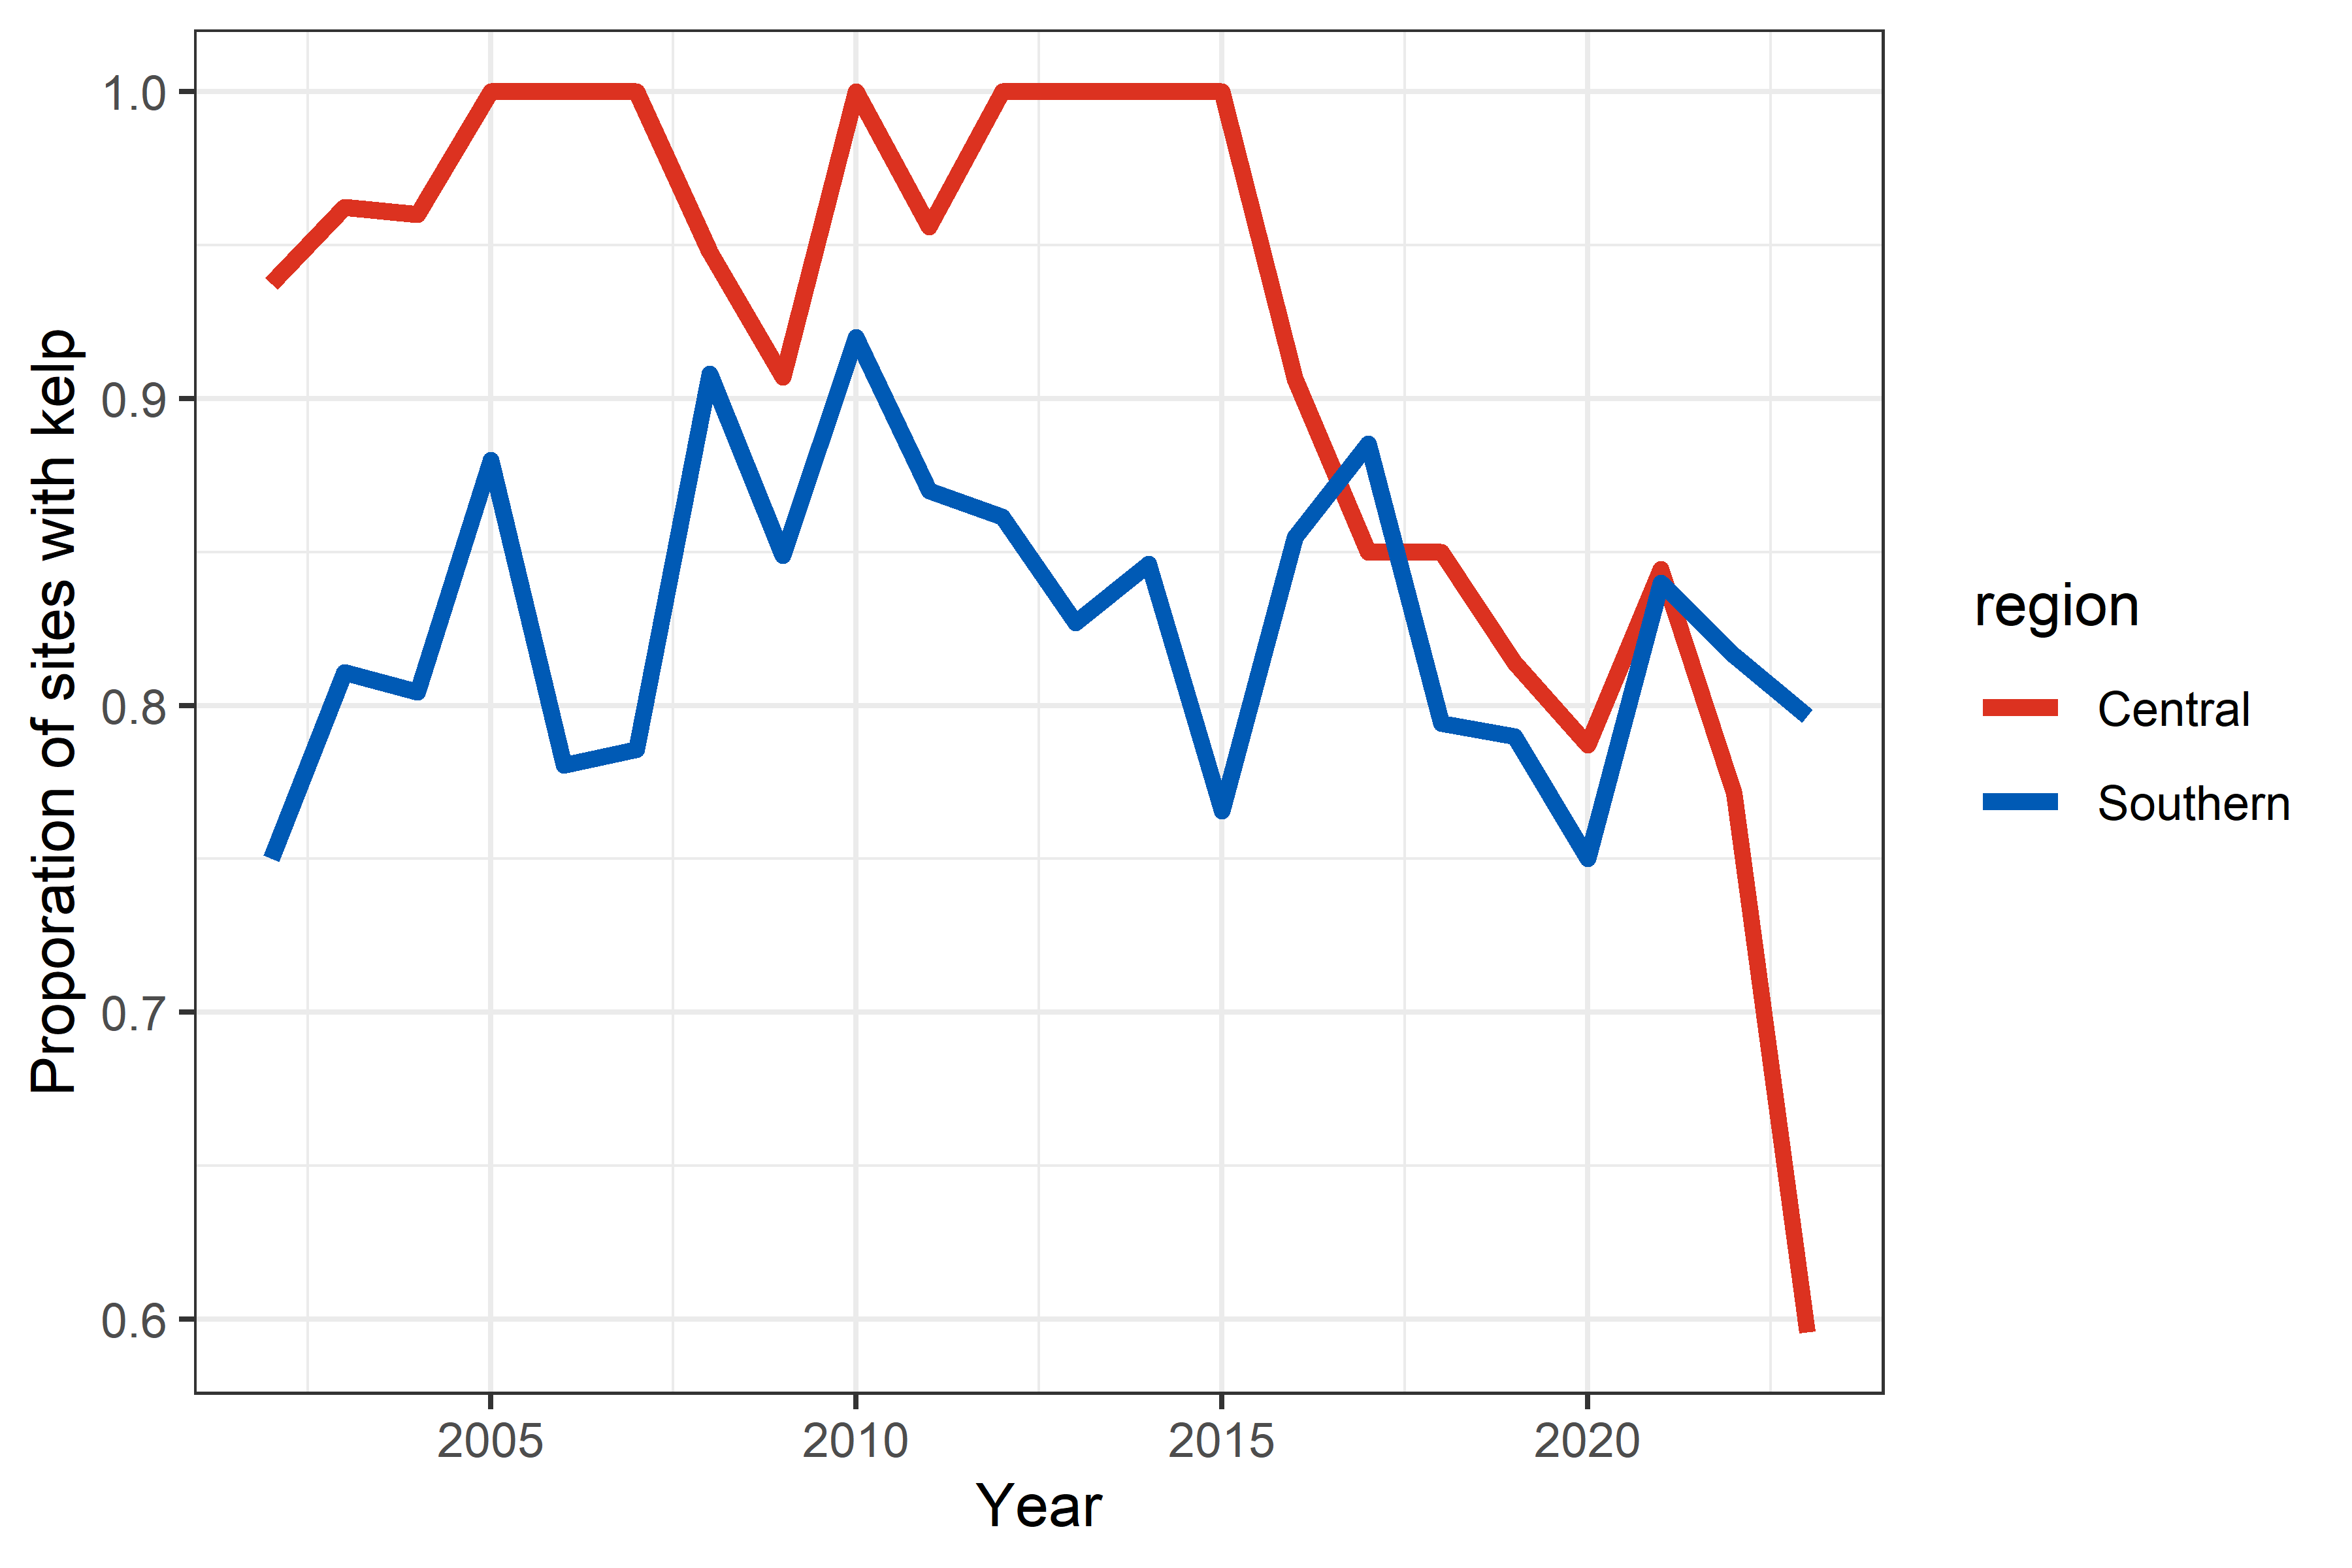 Proporation of sites with kelp
1.0
0.9
0.8
0.7
0.6
2005 2010 2015 2020
Year
region
Central
Southern